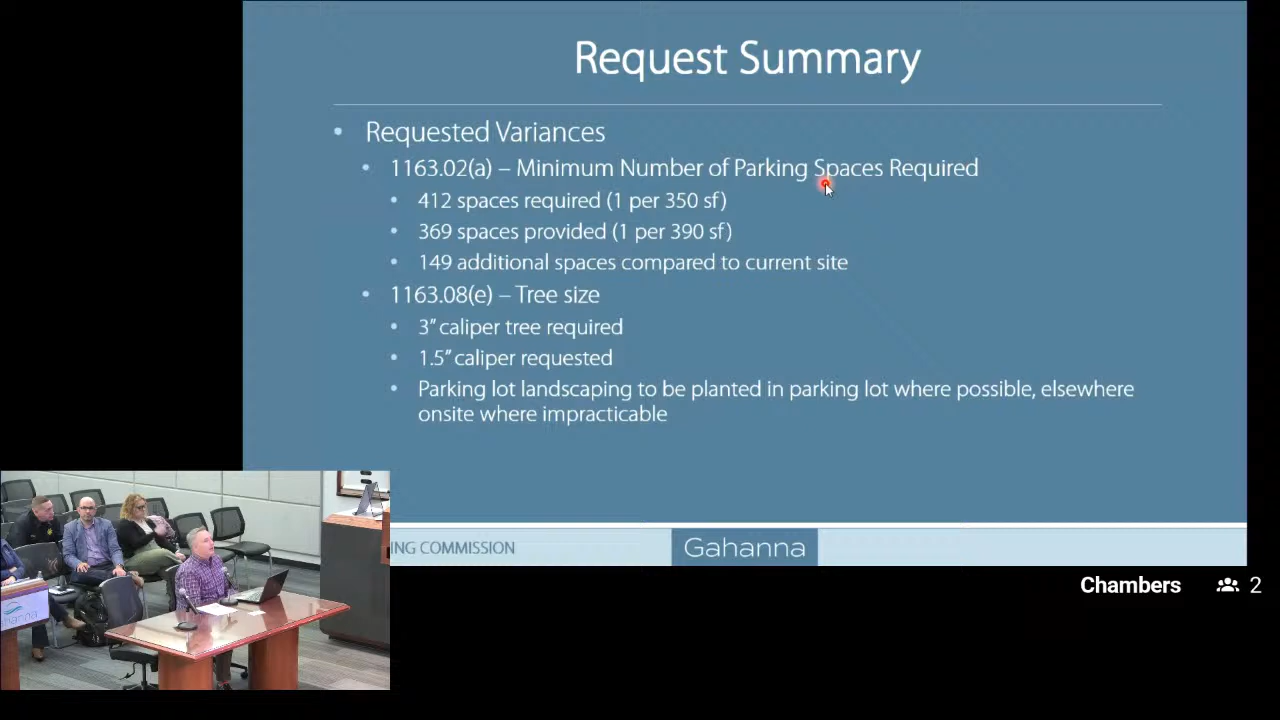 Request Summary
• Requested Variances
• 1163.02(a) – Minimum Number of Parking Spaces Required
• 412 spaces required (1 per 350 sf)
• 369 spaces provided (1 per 390 sf)
• 149 additional spaces compared to current site
• 1163.08(e) – Tree size
• 3” caliper tree required
• 1.5” caliper requested
• Parking lot landscaping to be planted in parking lot where possible, elsewhere
onsite where impracticable
ING COMMISSION
Gahanna
Chambers 2